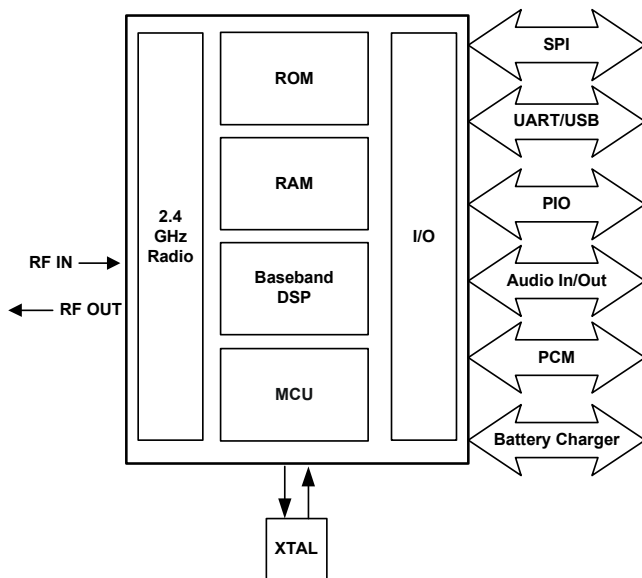 ROM
RAM
Baseband
DSP
MCU
2.4
GHz
Radio
I/O
RF IN
RF OUT
SPI
UART/USB
PIO
Audio In/Out
PCM
Battery Charger
XTAL